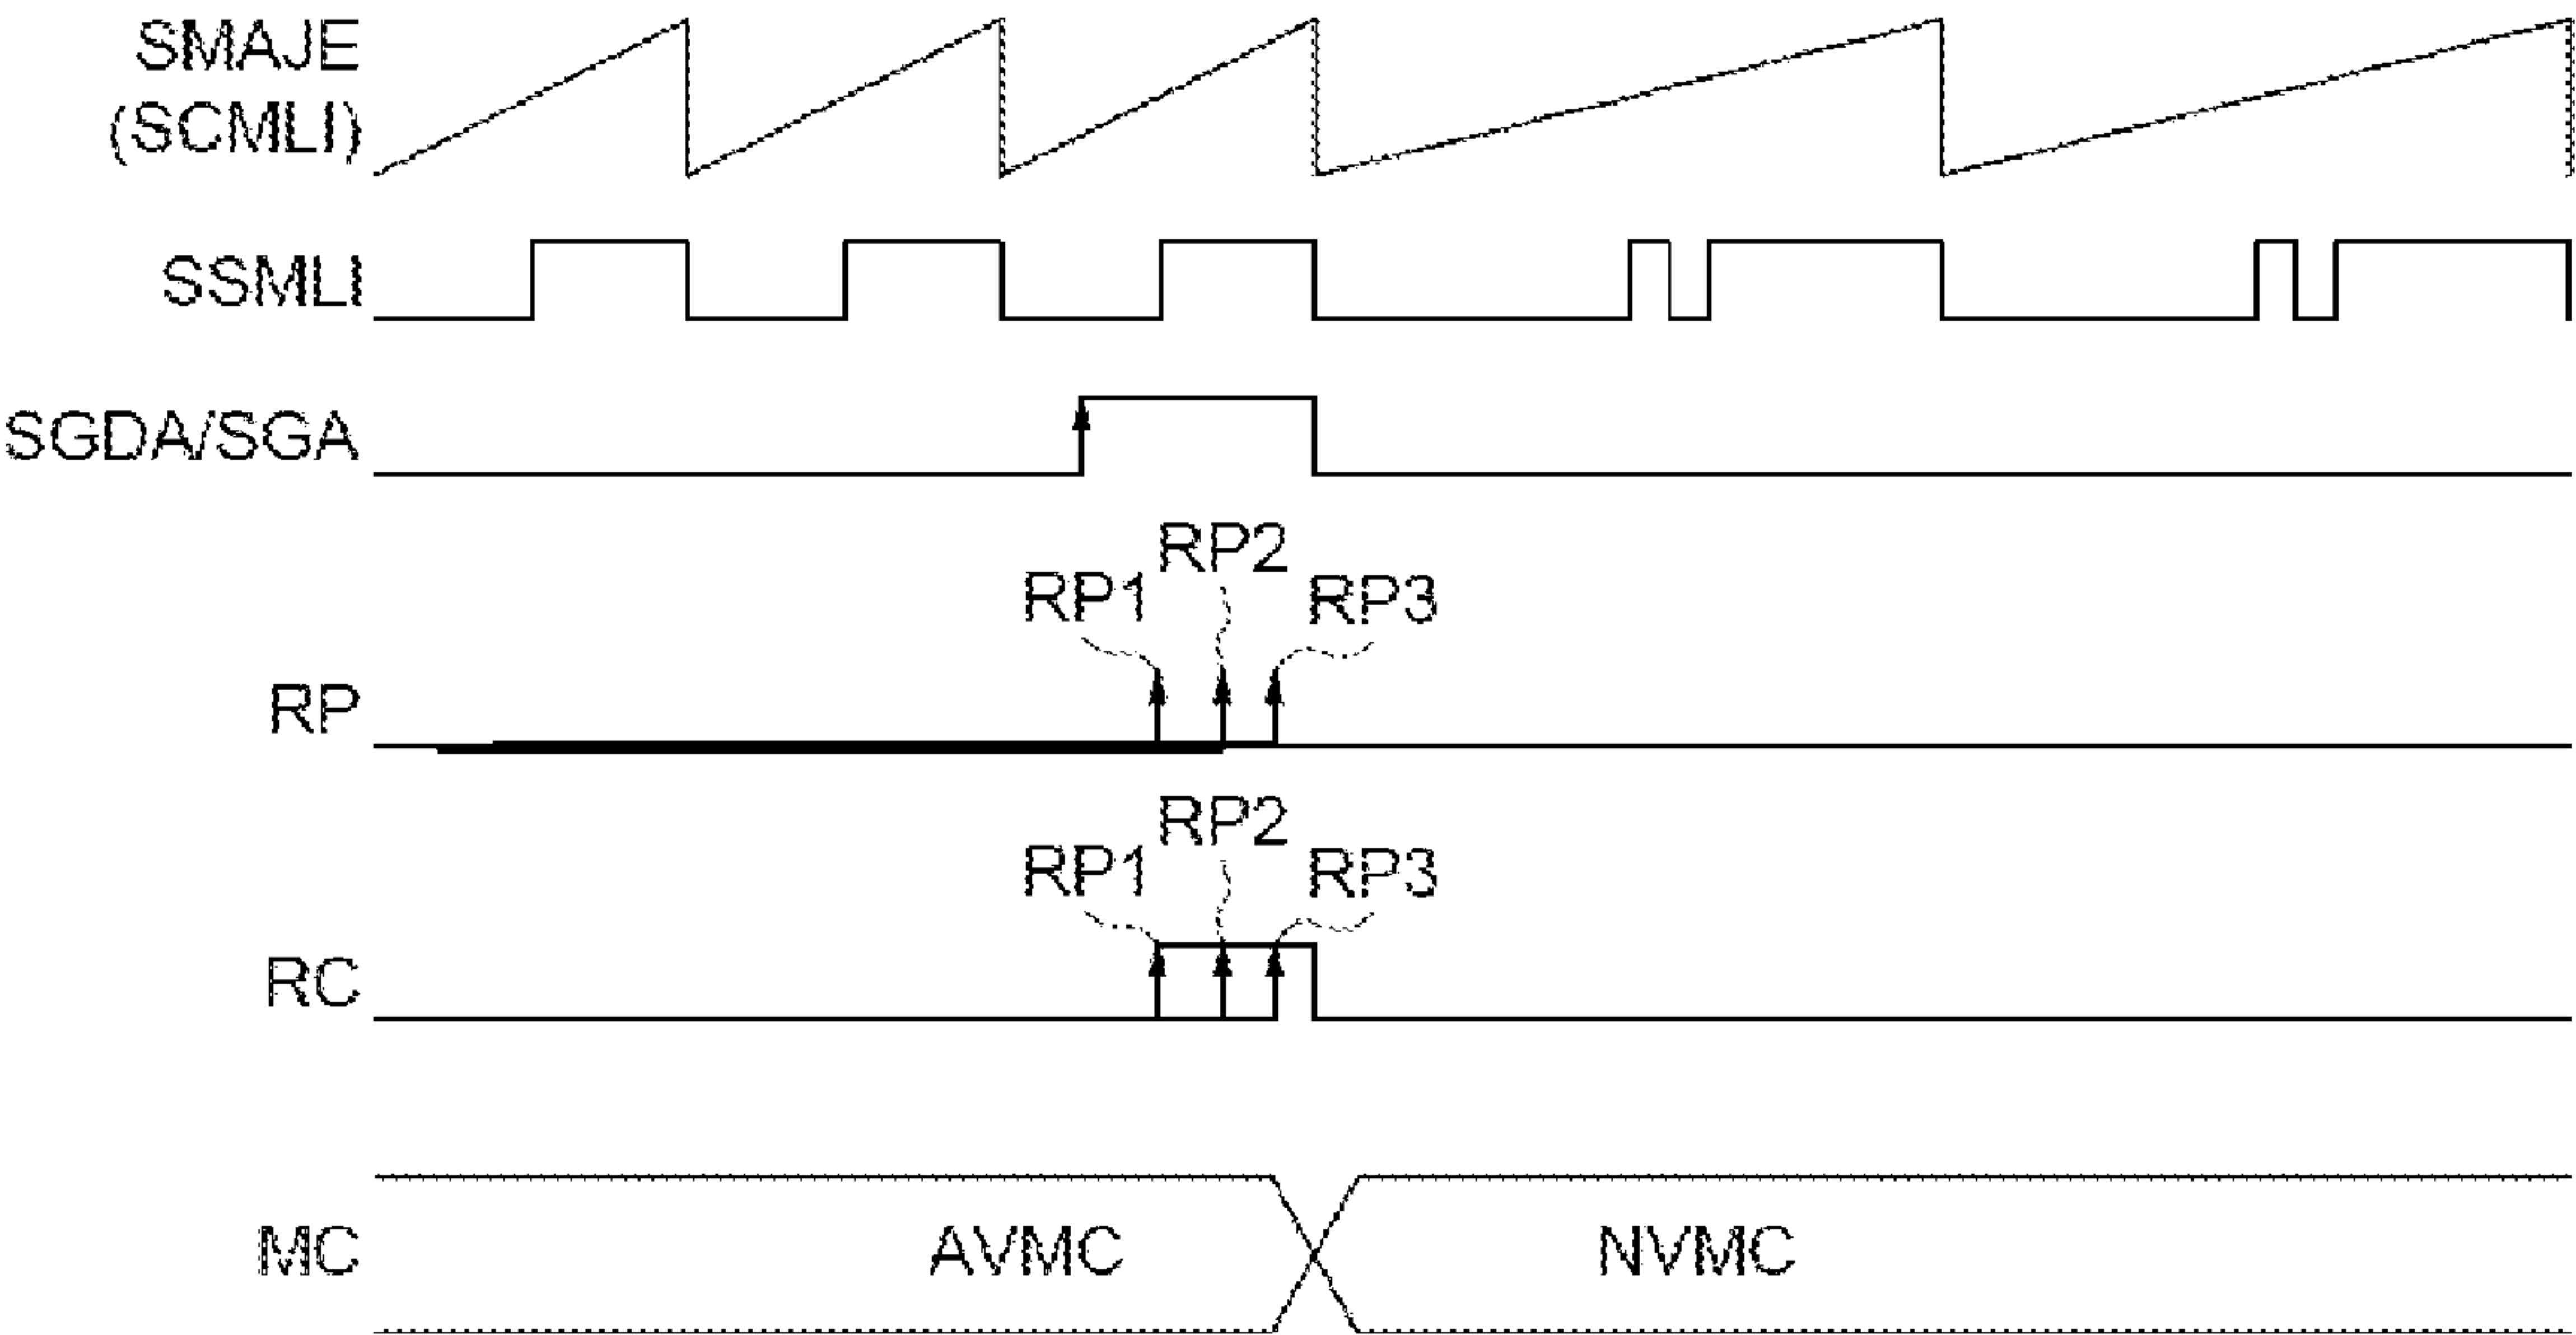 SMAJE
(SCMLI)
SSMLI
SGDA/SGA
RP2
RP1 RP3
RP
RP2
RP1 RP3
RC
MC AVMC NVMC